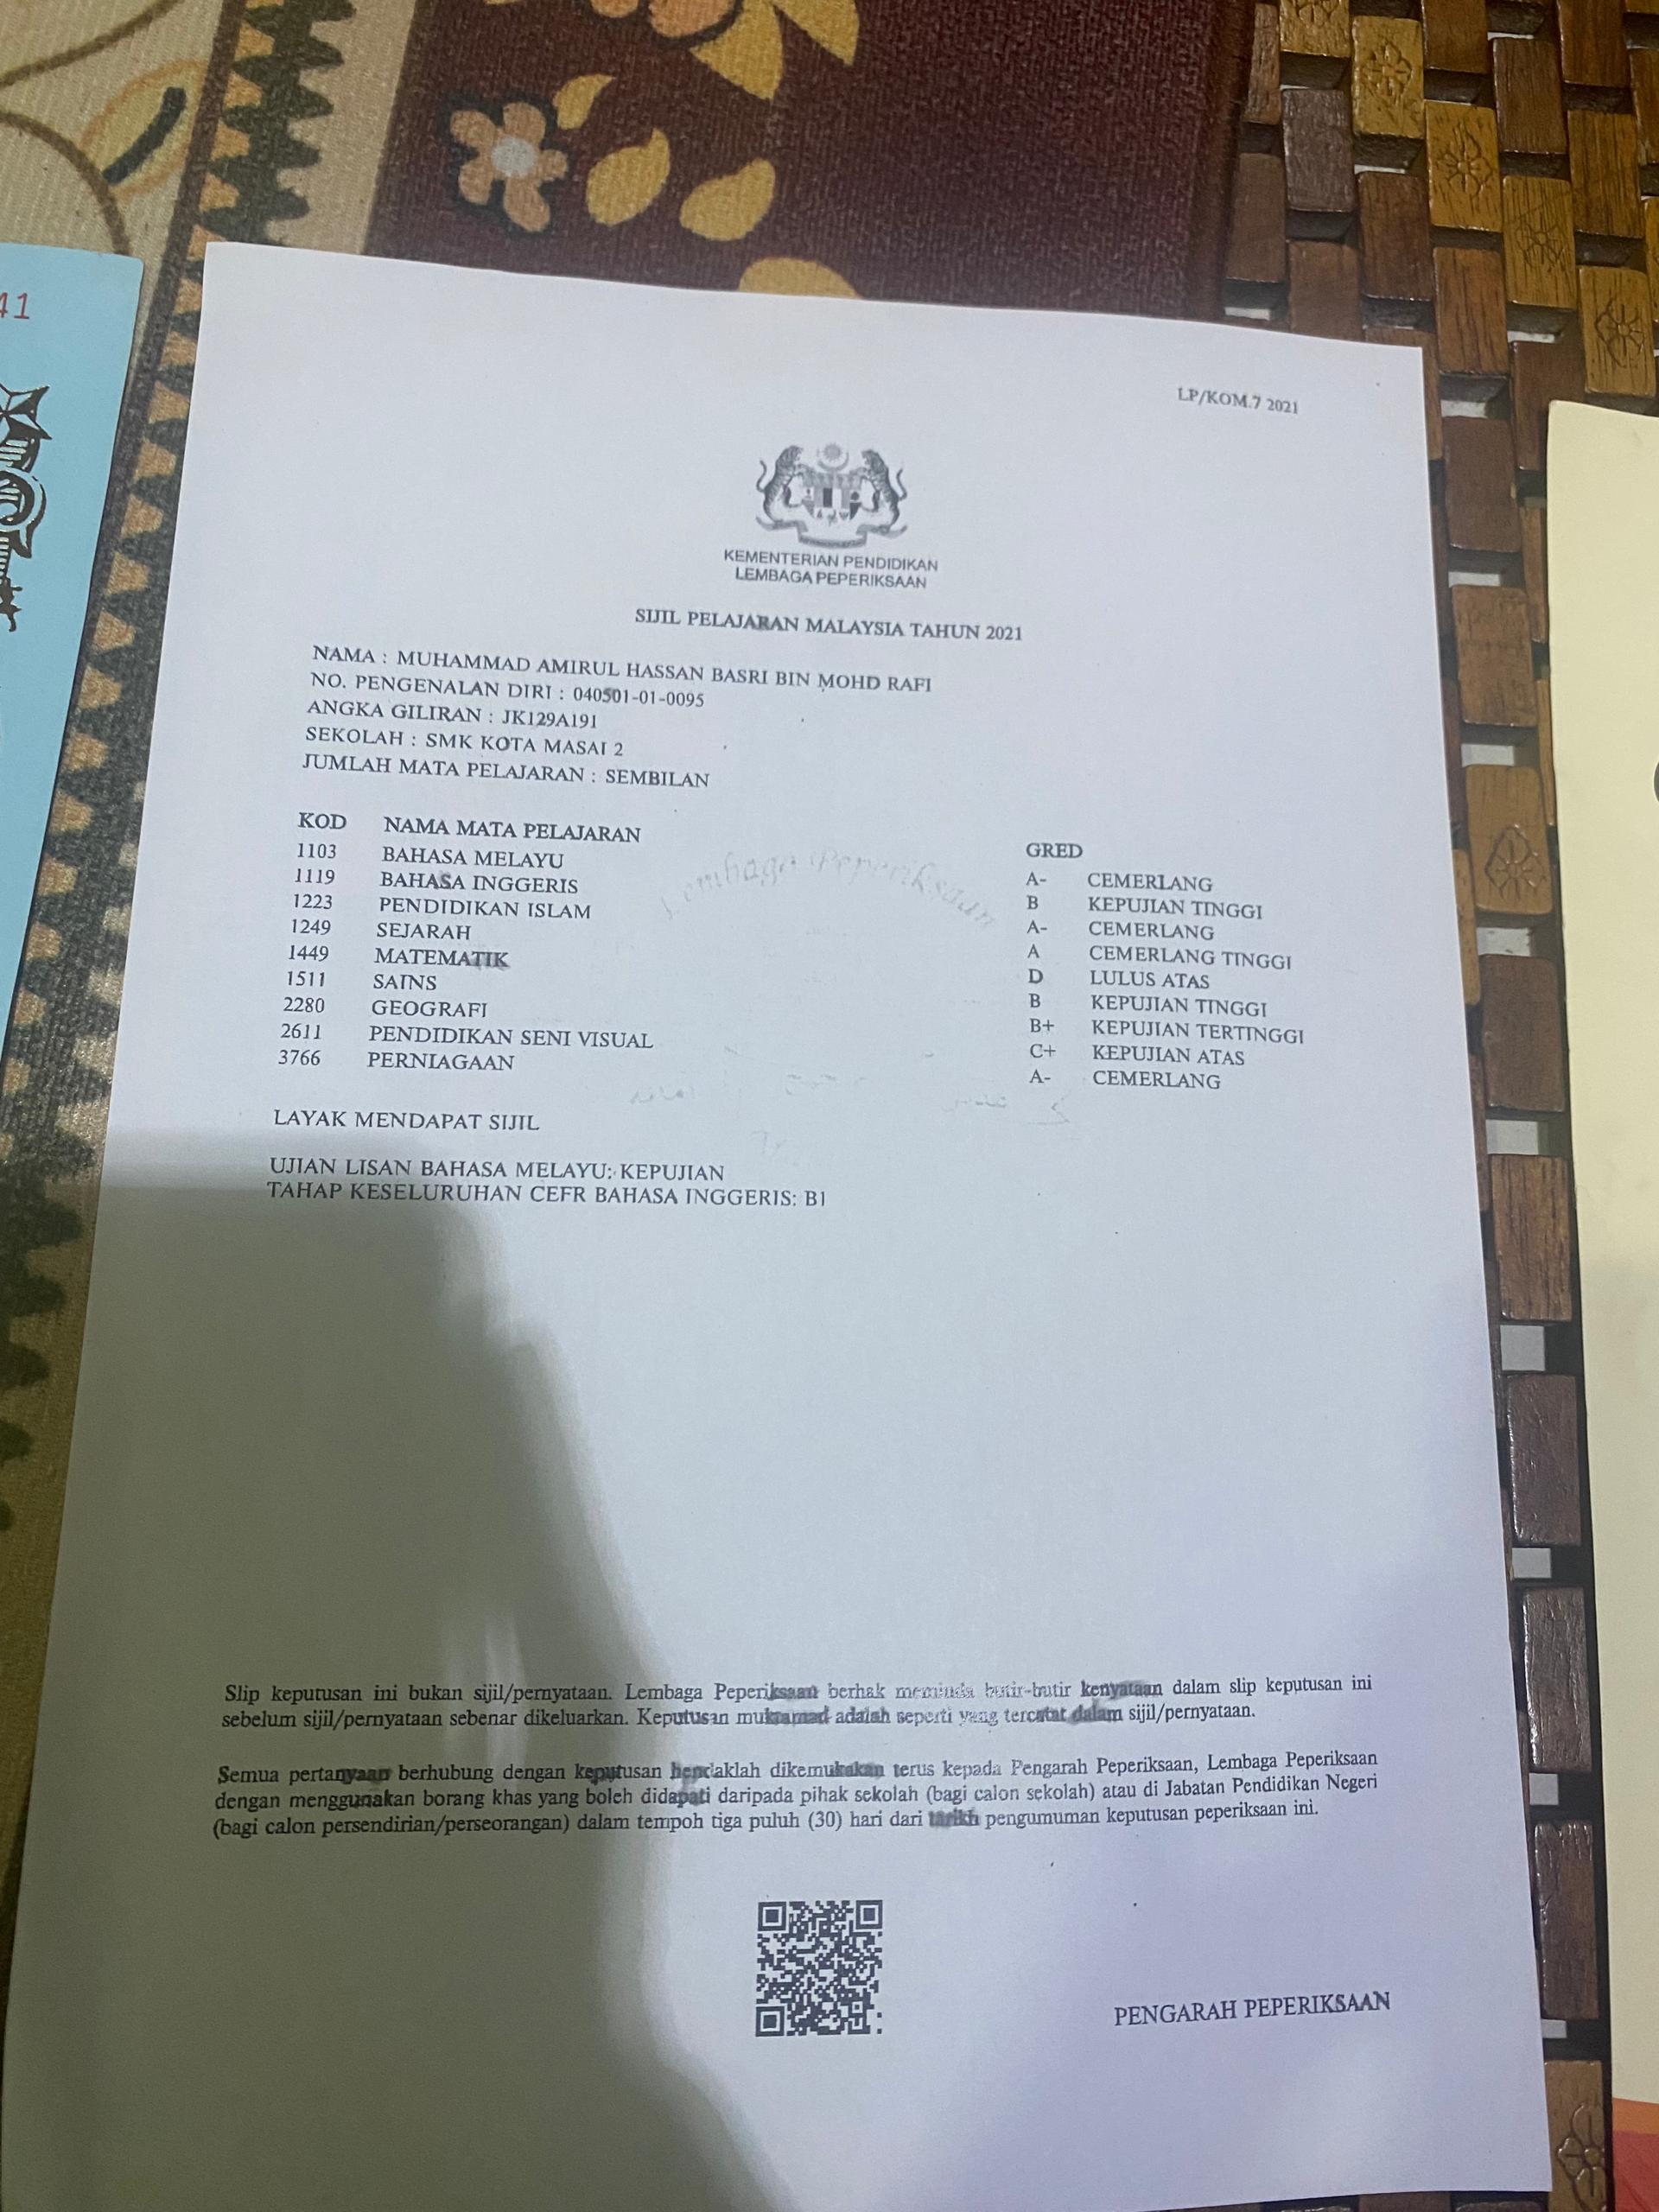 41
LP/KOM.7 2021
KEMENTERIAN PENDIDIKAN
LEMBAGA PEPERIKSAAN
SIJIL PELAJARAN MALAYSIA TAHUN 2021
NAMA : MUHAMMAD AMIRUL HASSAN BASRI BIN MOHD RAFI
NO. PENGENALAN DIRI : 040501-01-0095
ANGKA GILIRAN : JK129A191
SEKOLAH : SMK KOTA MASAI 2
JUMLAH MATA PELAJARAN : SEMBILAN
KOD NAMA MATA PELAJARAN GRED
1103 BAHASA MELAYU A- CEMERLANG
1119 BAHASA INGGERIS B KEPUJIAN TINGGI
1223 PENDIDIKAN ISLAM A- CEMERLANG
1249 SEJARAH A CEMERLANG TINGGI
1449 MATEMATIK D LULUS ATAS
1511 SAINS B KEPUJIAN TINGGI
2280 GEOGRAFI B+ KEPUJIAN TERTINGGI
2611 PENDIDIKAN SENI VISUAL C+ KEPUJIAN ATAS
3766 PERNIAGAAN A- CEMERLANG
Lembaga Peperiksaan
LAYAK MENDAPAT SIJIL
UJIAN LISAN BAHASA MELAYU: KEPUJIAN
TAHAP KESELURUHAN CEFR BAHASA INGGERIS: B1
Slip keputusan ini bukan sijil/pernyataan. Lembaga Peperiksaan berhak meminda butir-butir kenyataan dalam slip keputusan ini
sebelum sijil/pernyataan sebenar dikeluarkan. Keputusan muktamad adalah seperti yang tercatat dalam sijil/pernyataan.
Semua pertanyaan berhubung dengan keputusan hendaklah dikemukakan terus kepada Pengarah Peperiksaan, Lembaga Peperiksaan
dengan menggunakan borang khas yang boleh didapati daripada pihak sekolah (bagi calon sekolah) atau di Jabatan Pendidikan Negeri
(bagi calon persendirian/perseorangan) dalam tempoh tiga puluh (30) hari dari tarikh pengumuman keputusan peperiksaan ini.
PENGARAH PEPERIKSAAN